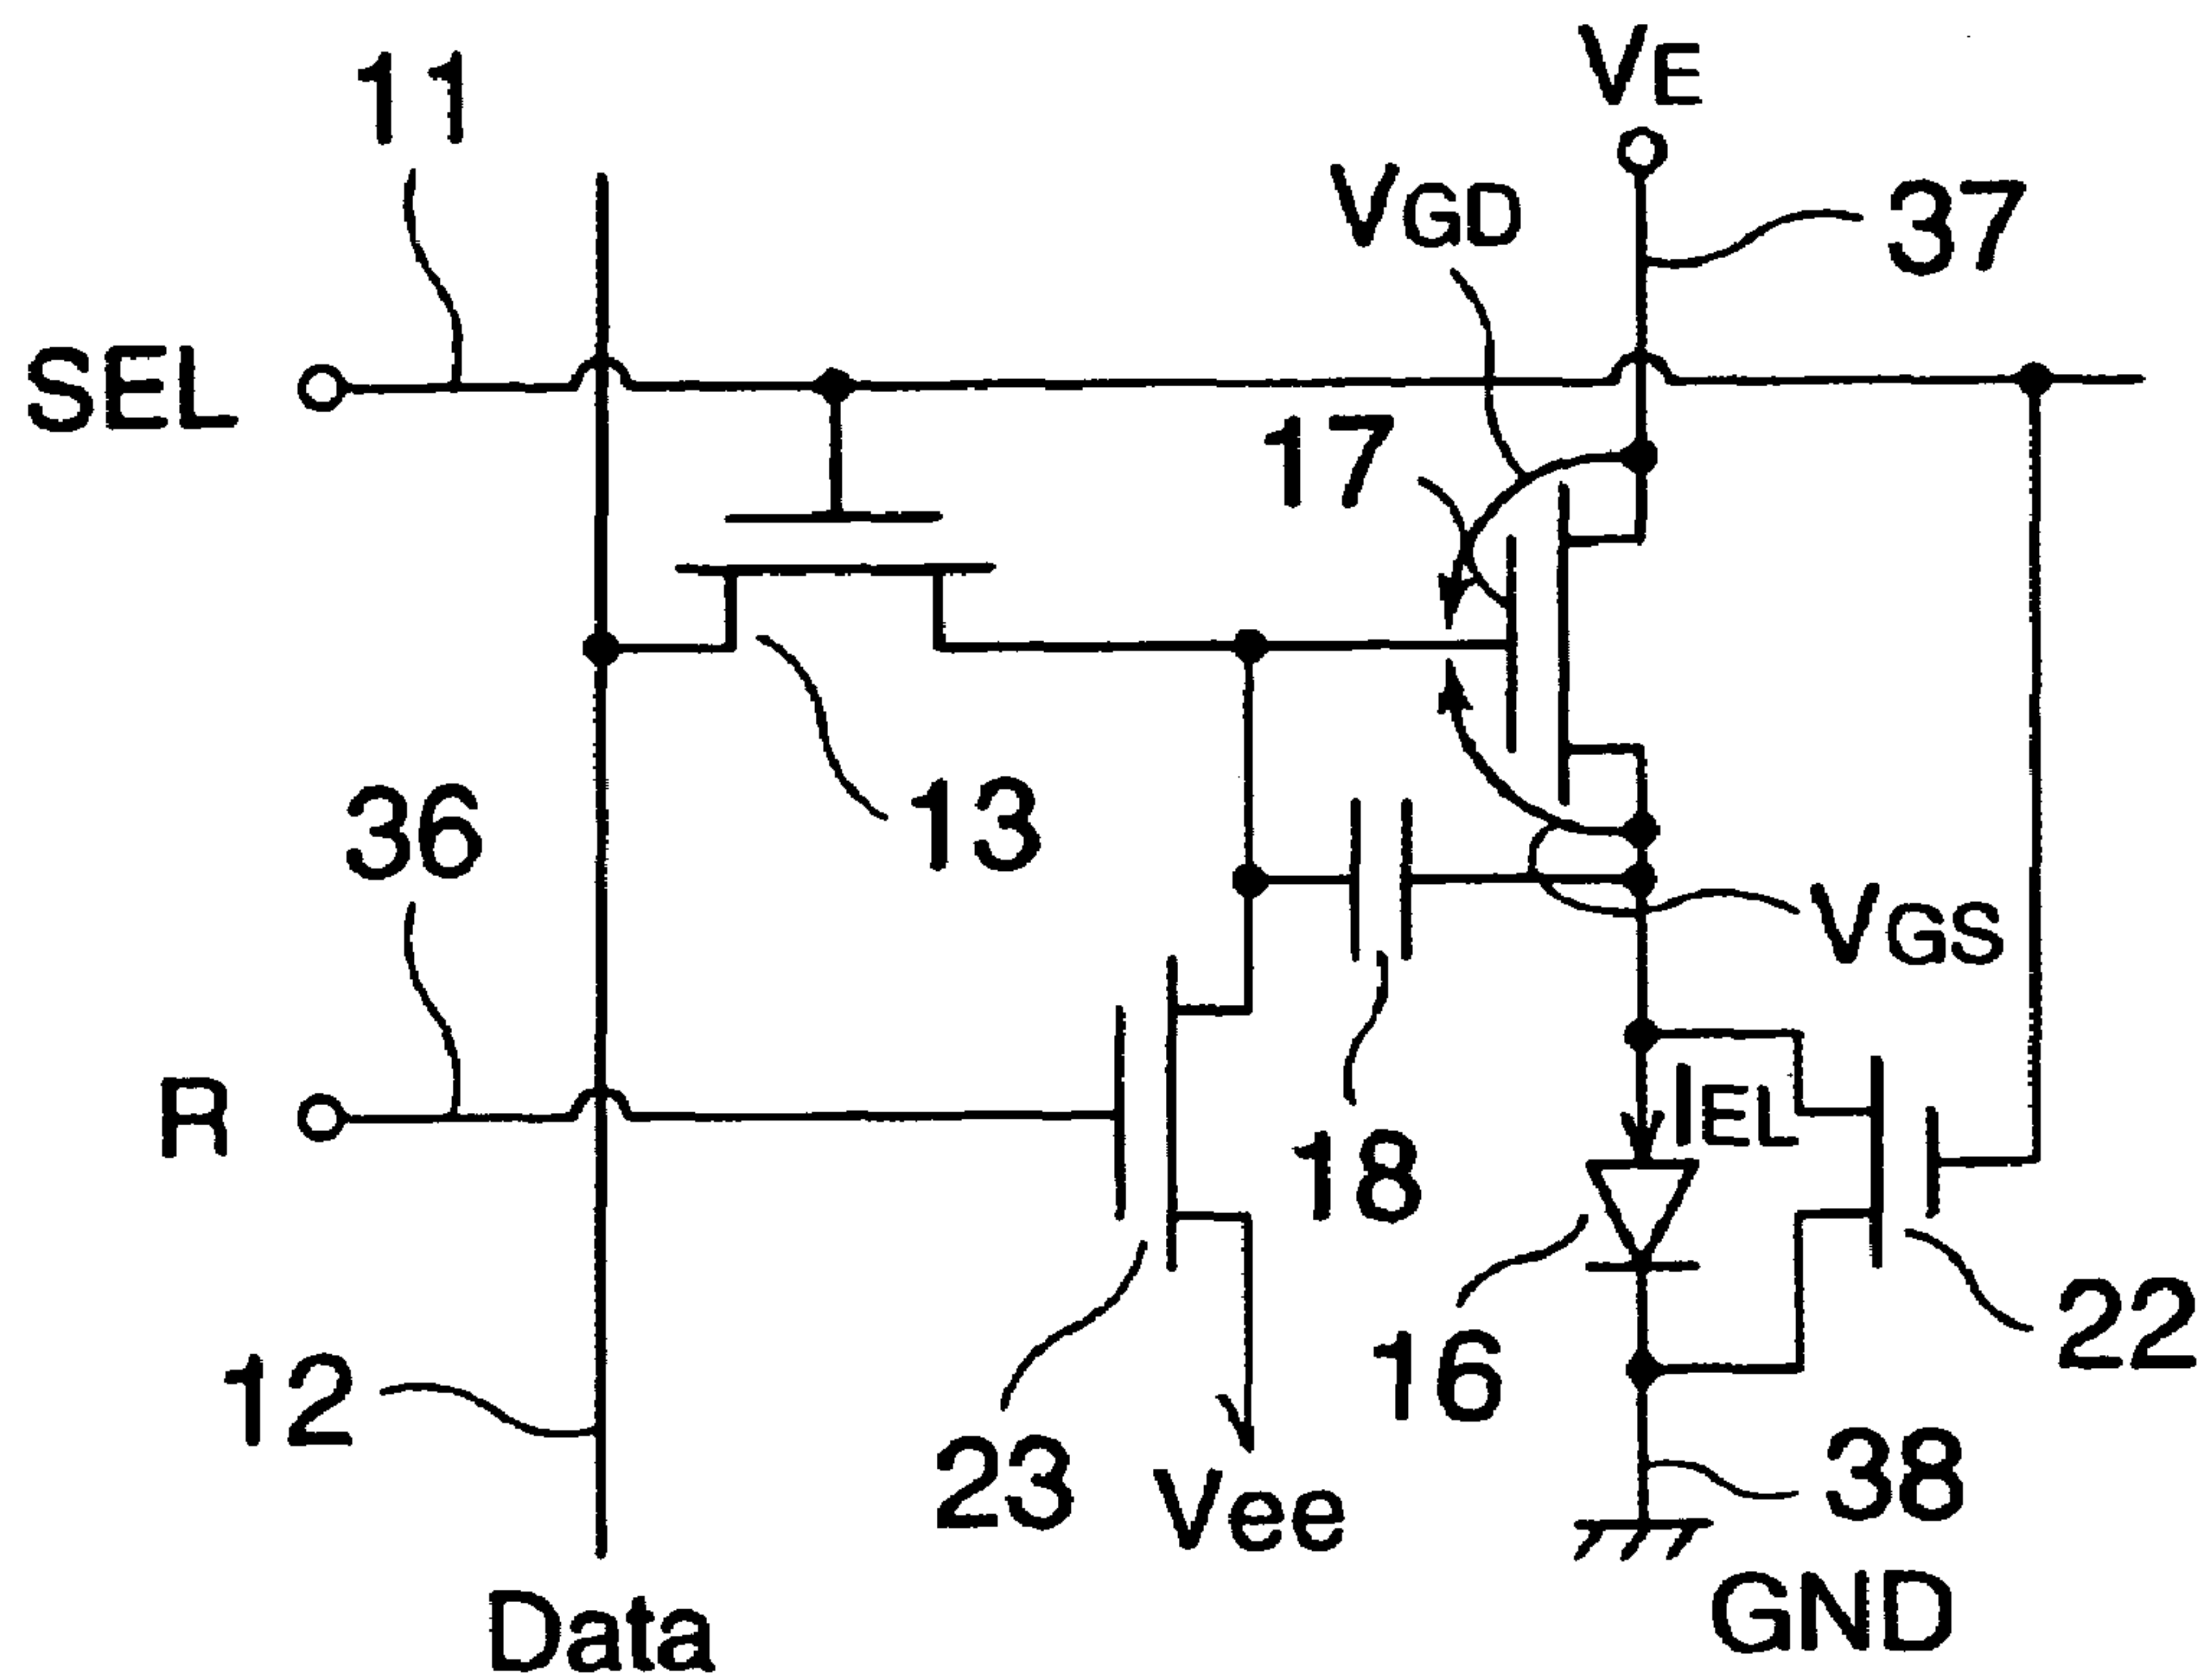 11
VE
VGD
37
SEL
17
13
36
VGS
R
IEL
18
22
16
12
23
Vee
38
GND
Data